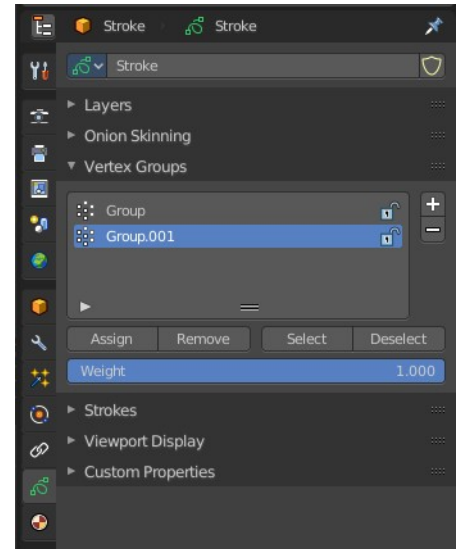 Stroke Stroke
Stroke
Layers
Onion Skinning
Vertex Groups
Group
Group.001
Assign Remove Select Deselect
Weight 1.000
Strokes
Viewport Display
Custom Properties